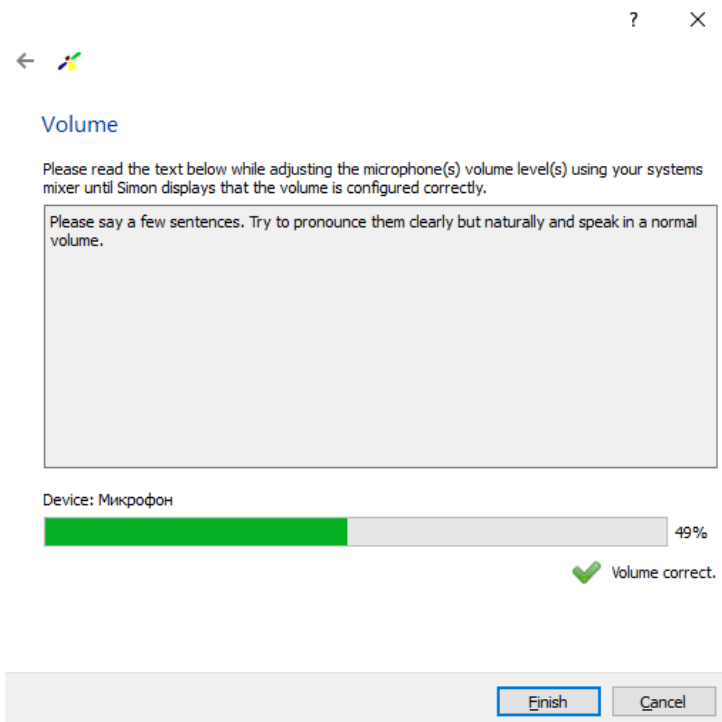 ?
Volume
Please read the text below while adjusting the microphone(s) volume level(s) using your systems
mixer until Simon displays that the volume is configured correctly.
Please say a few sentences. Try to pronounce them clearly but naturally and speak in a normal
volume.
Device: Микрофон
49%
Volume correct.
Finish Cancel